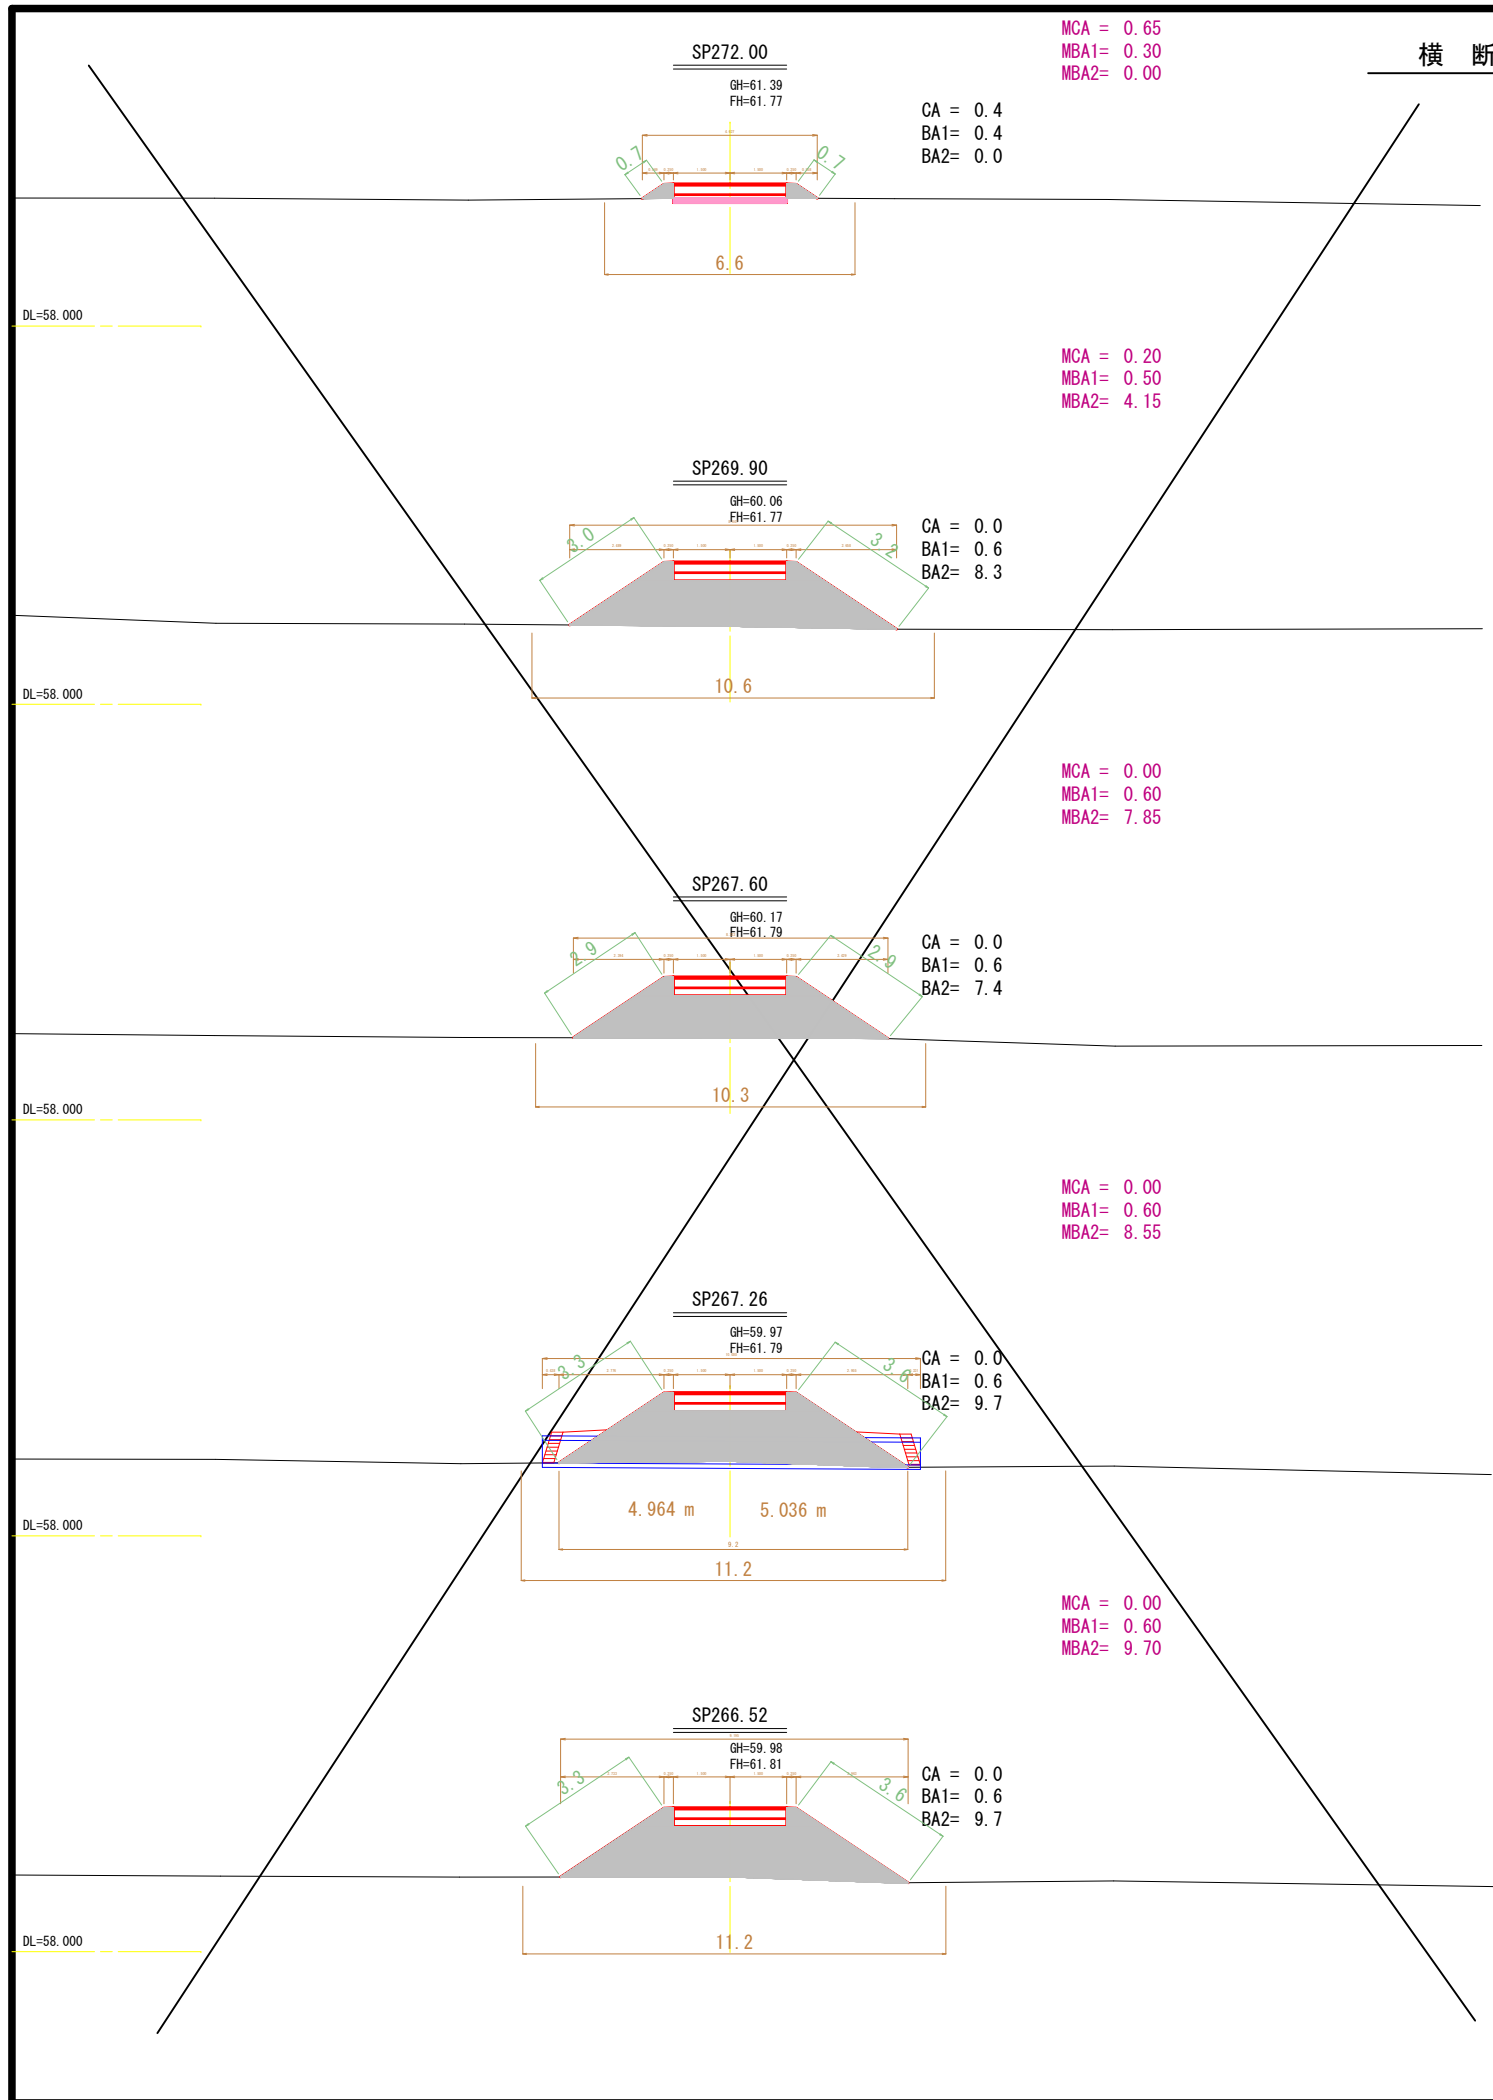 MCA = 0.65
MBA1= 0.30
MBA2= 0.00
横 断
SP272.00
GH=61.39
FH=61.77
CA = 0.4
BA1= 0.4
BA2= 0.0
0.7
0.7
6.6
DL=58.000
MCA = 0.20
MBA1= 0.50
MBA2= 4.15
SP269.90
GH=60.06
FH=61.77
CA = 0.0
BA1= 0.6
BA2= 8.3
3.0
3.2
10.6
DL=58.000
MCA = 0.00
MBA1= 0.60
MBA2= 7.85
SP267.60
GH=60.17
FH=61.79
CA = 0.0
BA1= 0.6
BA2= 7.4
2.9
2.9
10.3
DL=58.000
MCA = 0.00
MBA1= 0.60
MBA2= 8.55
SP267.26
GH=59.97
FH=61.79
CA = 0.0
BA1= 0.6
BA2= 9.7
3.3
3.6
4.964 m
5.036 m
9.2
11.2
DL=58.000
MCA = 0.00
MBA1= 0.60
MBA2= 9.70
SP266.52
GH=59.98
FH=61.81
CA = 0.0
BA1= 0.6
BA2= 9.7
3.3
3.6
11.2
DL=58.000